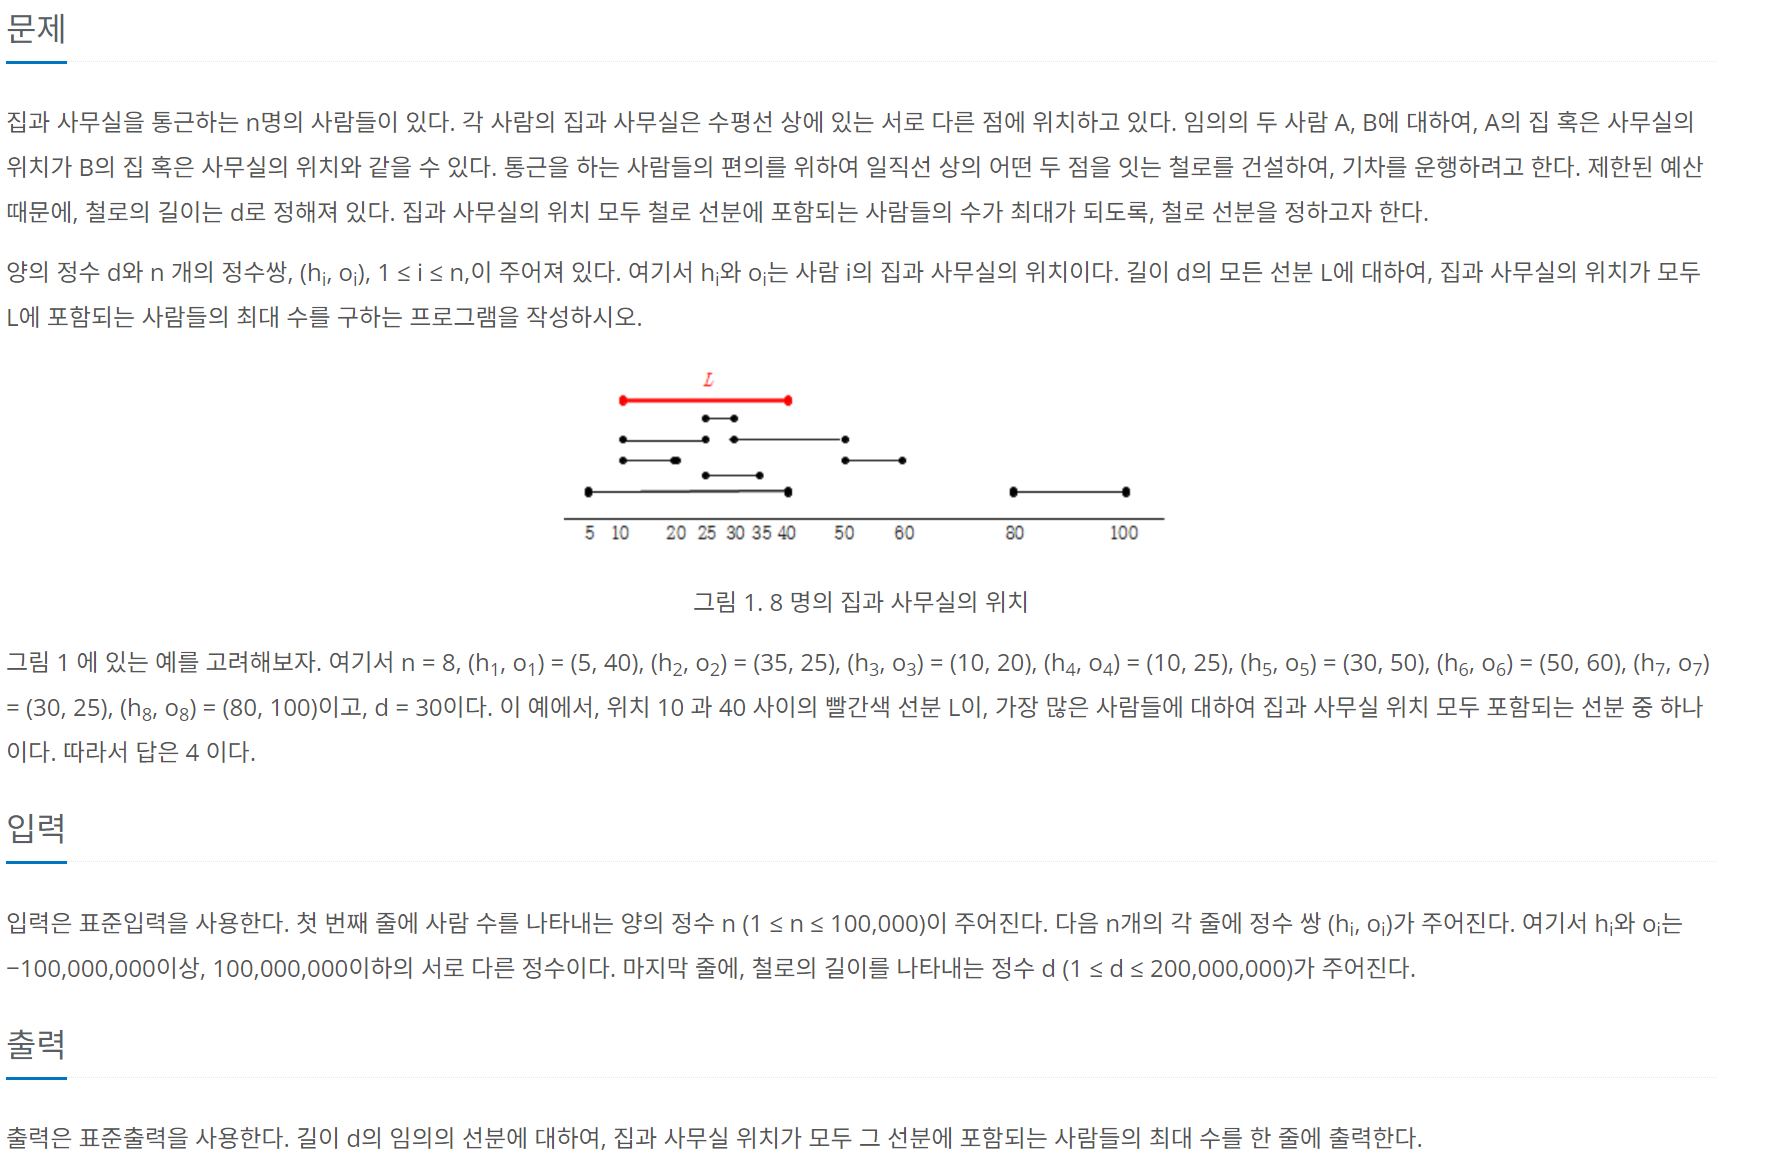 문제
집과 사무실을 통근하는 n명의 사람들이 있다. 각 사람의 집과 사무실은 수평선 상에 있는 서로 다른 점에 위치하고 있다. 임의의 두 사람 A, B에 대하여, A의 집 혹은 사무실의
위치가 B의 집 혹은 사무실의 위치와 같을 수 있다. 통근을 하는 사람들의 편의를 위하여 일직선 상의 어떤 두 점을 잇는 철로를 건설하여, 기차를 운행하려고 한다. 제한된 예산
때문에, 철로의 길이는 d로 정해져 있다. 집과 사무실의 위치 모두 철로 선분에 포함되는 사람들의 수가 최대가 되도록, 철로 선분을 정하고자 한다.
양의 정수 d와 n 개의 정수쌍, (hi, oi), 1 ≤ i ≤ n,이 주어져 있다. 여기서 hi와 oi는 사람 i의 집과 사무실의 위치이다. 길이 d의 모든 선분 L에 대하여, 집과 사무실의 위치가 모두
L에 포함되는 사람들의 최대 수를 구하는 프로그램을 작성하시오.
L
5 10 20 25 30 35 40 50 60 80 100
그림 1. 8 명의 집과 사무실의 위치
그림 1 에 있는 예를 고려해보자. 여기서 n = 8, (h1, o1) = (5, 40), (h2, o2) = (35, 25), (h3, o3) = (10, 20), (h4, o4) = (10, 25), (h5, o5) = (30, 50), (h6, o6) = (50, 60), (h7, o7)
= (30, 25), (h8, o8) = (80, 100)이고, d = 30이다. 이 예에서, 위치 10 과 40 사이의 빨간색 선분 L이, 가장 많은 사람들에 대하여 집과 사무실 위치 모두 포함되는 선분 중 하나
이다. 따라서 답은 4 이다.
입력
입력은 표준입력을 사용한다. 첫 번째 줄에 사람 수를 나타내는 양의 정수 n (1 ≤ n ≤ 100,000)이 주어진다. 다음 n개의 각 줄에 정수 쌍 (hi, oi)가 주어진다. 여기서 hi와 oi는
−100,000,000이상, 100,000,000이하의 서로 다른 정수이다. 마지막 줄에, 철로의 길이를 나타내는 정수 d (1 ≤ d ≤ 200,000,000)가 주어진다.
출력
출력은 표준출력을 사용한다. 길이 d의 임의의 선분에 대하여, 집과 사무실 위치가 모두 그 선분에 포함되는 사람들의 최대 수를 한 줄에 출력한다.